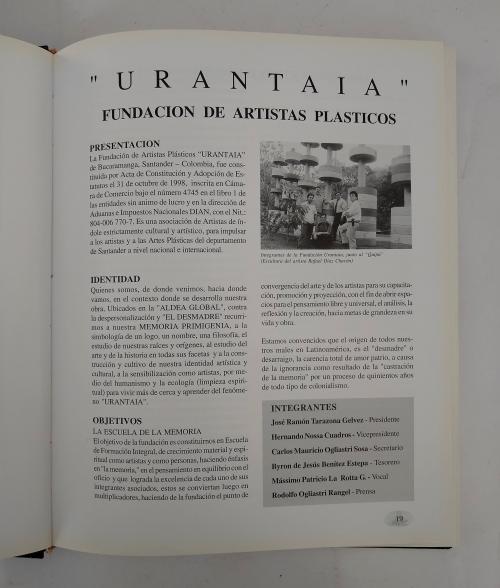 " U R A N T A I A "
FUNDACION DE ARTISTAS PLASTICOS
PRESENTACION
La Fundación de Artistas Plásticos "URANTAIA"
de Bucaramanga, Santander – Colombia, fue cons-
tituida por Acta de Constitución y Adopción de Es-
tatutos el 31 de octubre de 1998, inscrita en Cáma-
ra de Comercio bajo el número 4745 en el libro 1 de
las entidades sin animo de lucro y en la dirección de
Aduanas e Impuestos Nacionales DIAN, con el Nit.:
804-006 770-7. Es una asociación de Artistas de ín-
dole estrictamente cultural y artístico, para impulsar
a los artistas y a las Artes Plásticas del departamento
de Santander a nivel nacional e internacional.
IDENTIDAD
Quienes somos, de donde venimos, hacia donde
vamos, en el contexto donde se desarrolla nuestra
obra. Ubicados en la "ALDEA GLOBAL", contra
la despersonalización y "EL DESMADRE" recurri-
mos a nuestra MEMORIA PRIMIGENIA, a la
simbología de un logo, un nombre, una filosofía, el
estudio de nuestras raíces y orígenes, al estudio del
arte y de la historia en todas sus facetas y a la cons-
trucción y cultivo de nuestra identidad artística y
cultural, a la sensibilización como artistas, por me-
dio del humanismo y la ecología (limpieza espiri-
tual) para vivir más de cerca y aprender del fenóme-
no "URANTAIA".
OBJETIVOS
LA ESCUELA DE LA MEMORIA
El objetivo de la fundación es constituirnos en Escuela
de Formación Integral, de crecimiento material y espi-
ritual como artistas y como personas, haciendo énfasis
en "la memoria," en el pensamiento en equilibrio con el
oficio y que lograda la excelencia de cada uno de sus
integrantes asociados, estos se conviertan luego en
multiplicadores, haciendo de la fundación el punto de
Integrantes de la Fundación Urantaia, junto al "Quipú"
(Escultura del artista Rafael Díaz Chacón)
convergencia del arte y de los artistas para su capacita-
ción, promoción y proyección, con el fin de abrir espa-
cios para el pensamiento libre y universal, el análisis, la
reflexión y la creación, hacia metas de grandeza en su
vida y obra.
Estamos convencidos que el origen de todos nues-
tros males en Latinoamérica, es el "desmadre" o
desarraigo, la carencia total de amor patrio, a causa
de la ignorancia como resultado de la "castración
de la memoria" por un proceso de quinientos años
de todo tipo de colonialismo.
INTEGRANTES
José Ramón Tarazona Gelvez - Presidente
Hernando Nossa Cuadros - Vicepresidente
Carlos Mauricio Ogliastri Sosa - Secretario
Byron de Jesús Benítez Estepa - Tesorero
Mássimo Patricio La Rotta G. - Vocal
Rodolfo Ogliastri Rangel - Prensa
19